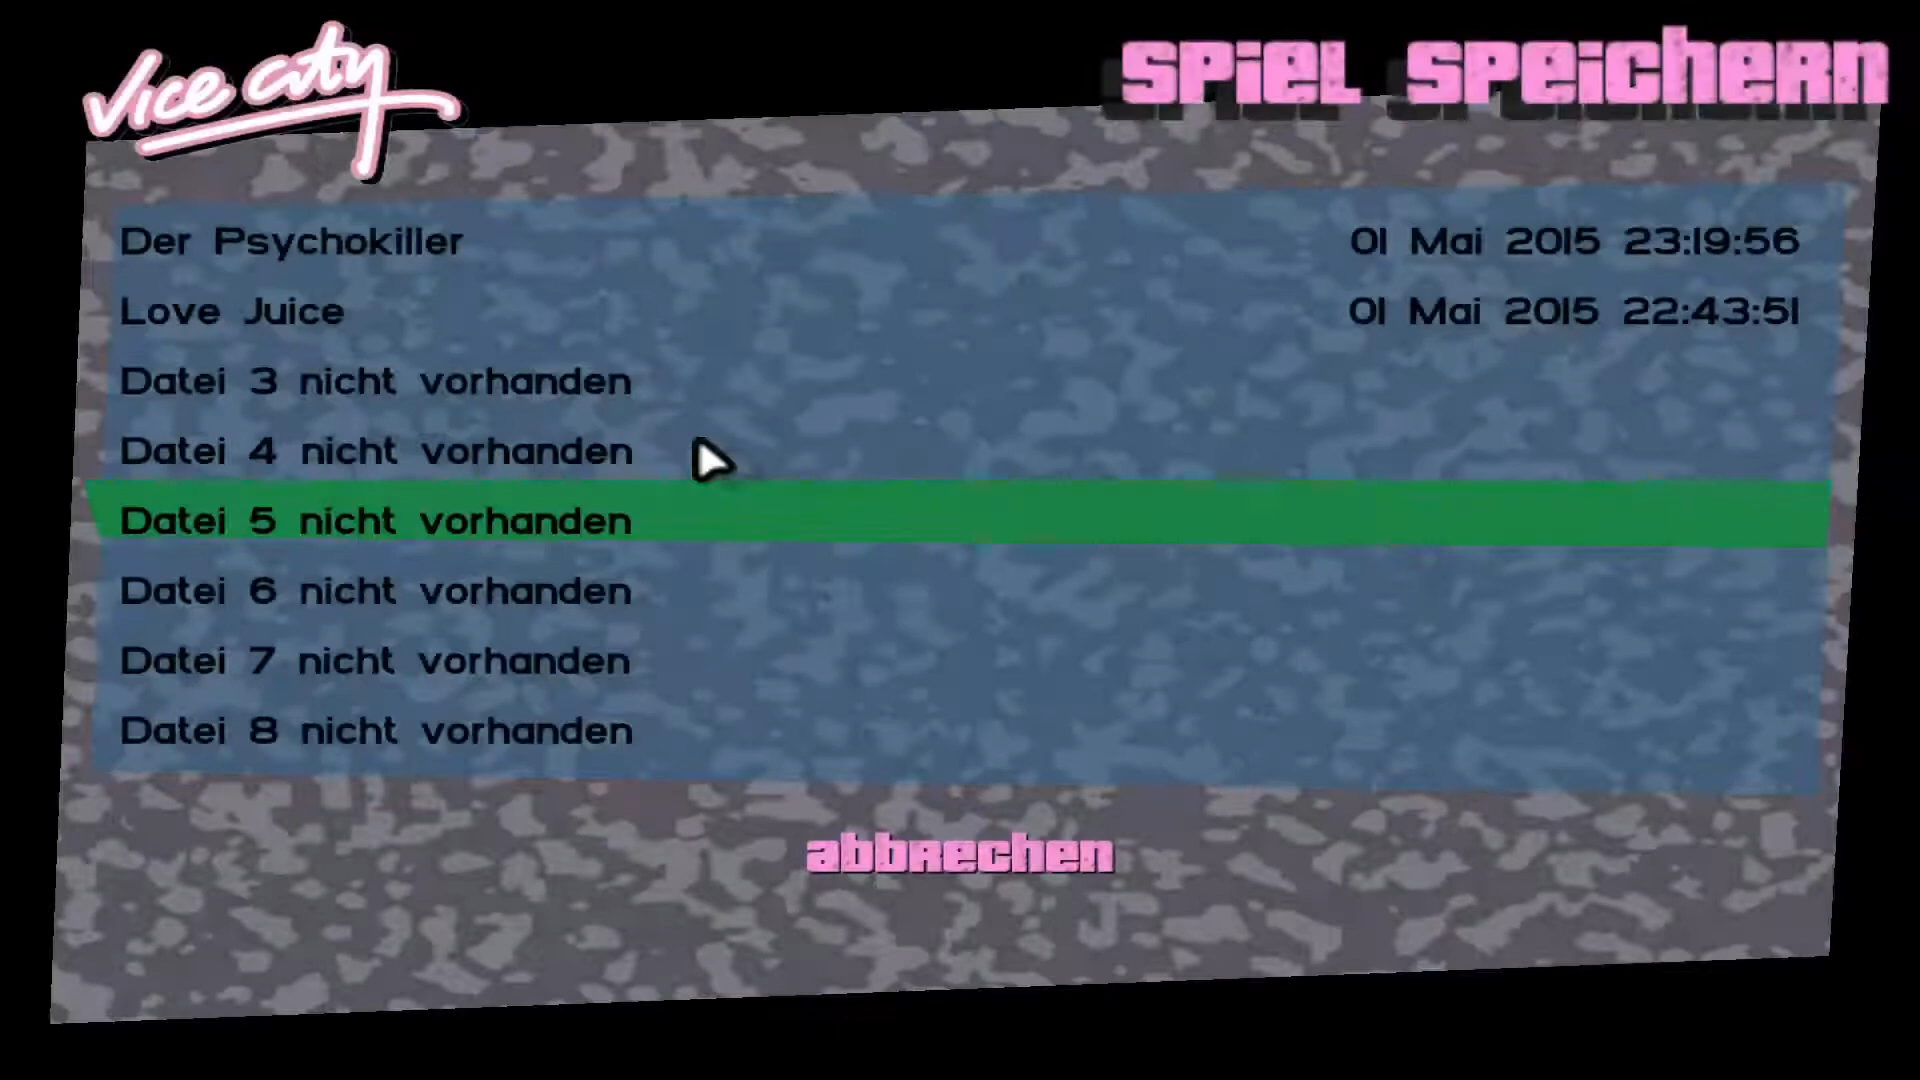 vice city
SPiEL SPEichERN
Der Psychokiller 01 Mai 2015 23:19:56
Love Juice 01 Mai 2015 22:43:51
Datei 3 nicht vorhanden
Datei 4 nicht vorhanden
Datei 5 nicht vorhanden
Datei 6 nicht vorhanden
Datei 7 nicht vorhanden
Datei 8 nicht vorhanden
abbrechen